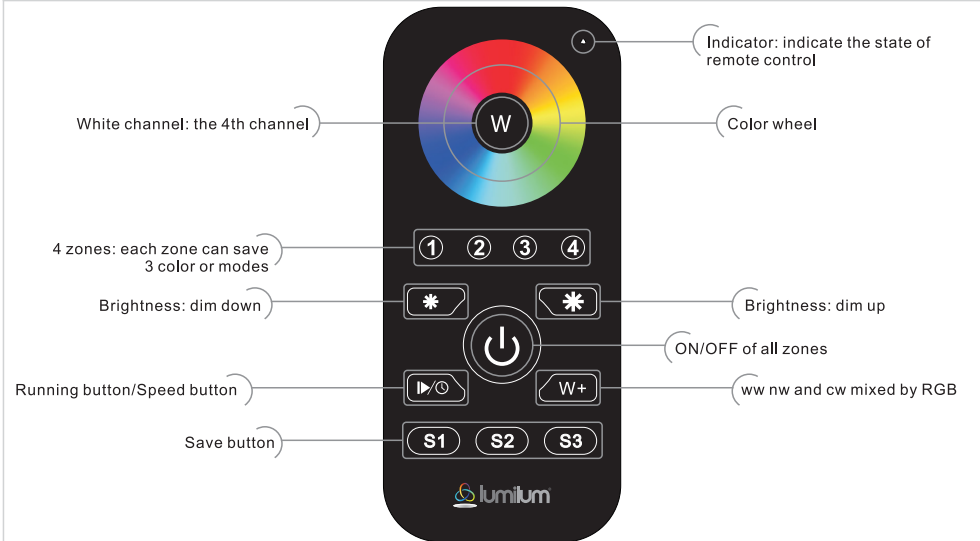 Indicator: indicate the state of
remote control
White channel: the 4th channel
W
Color wheel
4 zones: each zone can save
3 color or modes
1 2 3 4
Brightness: dim down
Brightness: dim up
ON/OFF of all zones
Running button/Speed button
W+
ww nw and cw mixed by RGB
Save button
S1 S2 S3
lumilum